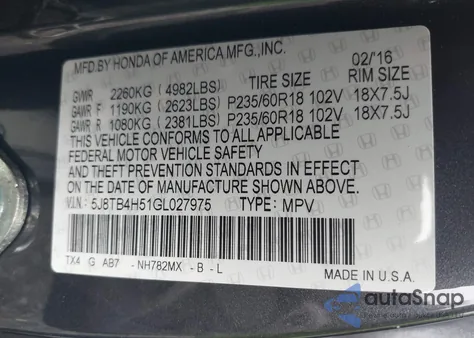 MFD.BY HONDA OF AMERICA MFG.,INC. 02/'16
GVWR 2260KG (4982LBS) TIRE SIZE RIM SIZE
GAWR F 1190KG (2623LBS) P235/60R18 102V 18X7.5J
GAWR R 1080KG (2381LBS) P235/60R18 102V 18X7.5J
THIS VEHICLE CONFORMS TO ALL APPLICABLE
FEDERAL MOTOR VEHICLE SAFETY
AND THEFT PREVENTION STANDARDS IN EFFECT
ON THE DATE OF MANUFACTURE SHOWN ABOVE.
V.I.N.: 5J8TB4H51GL027975 TYPE: MPV
TX4 G AB7 - NH782MX - B - L
MADE IN U.S.A.
autoSnap